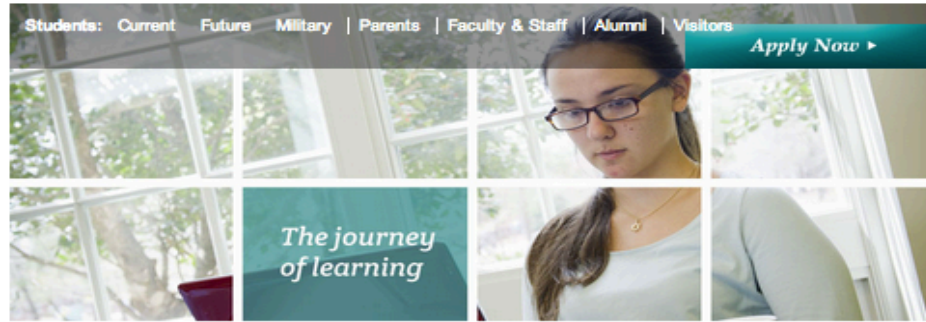 Students: Current Future Military | Parents | Faculty & Staff | Alumni | Visitors
Apply Now ▸
The journey
of learning